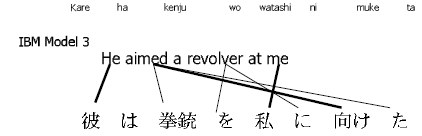 Kare ha kenju wo watashi ni muke ta
IBM Model 3
He aimed a revolver at me
彼 は 拳銃 を 私 に 向け た